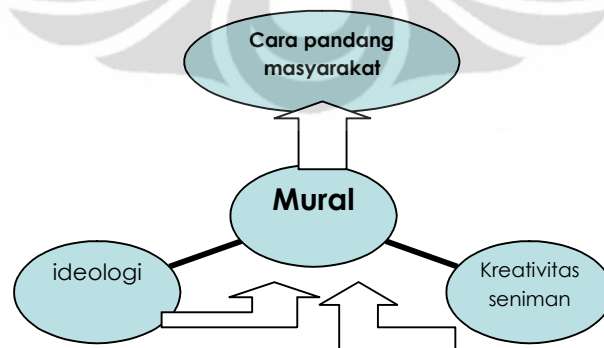 Cara pandang
masyarakat
Mural
ideologi
Kreativitas
seniman